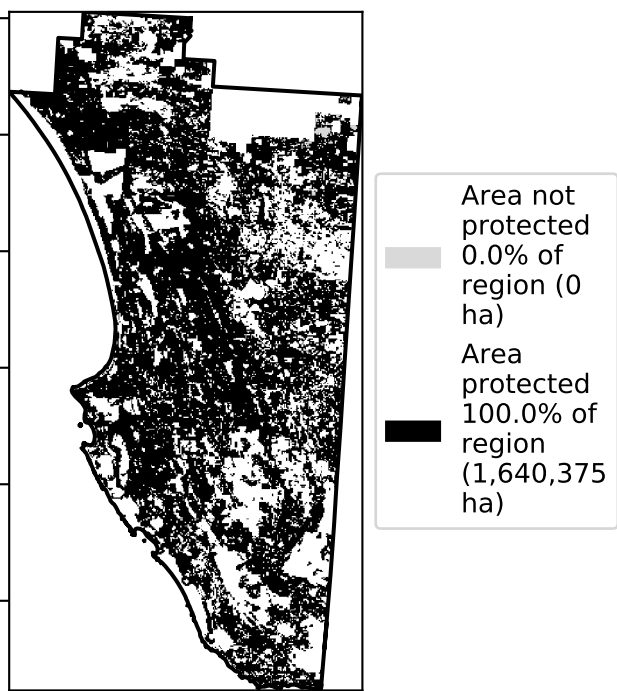 Area not
protected
0.0% of
region (0
ha)
Area
protected
100.0% of
region
(1,640,375
ha)